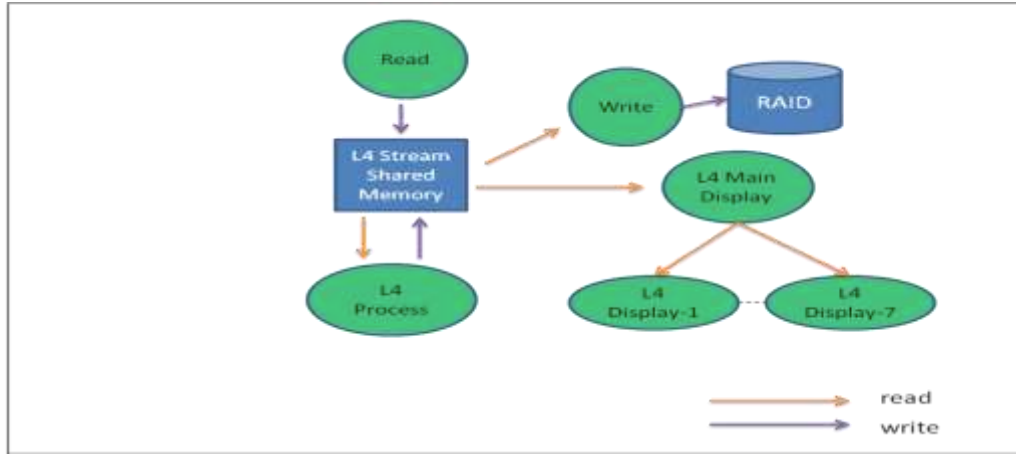 Read
Write
RAID
L4 Stream
Shared
Memory
L4 Main
Display
L4
Process
L4
Display-1
L4
Display-7
read
write